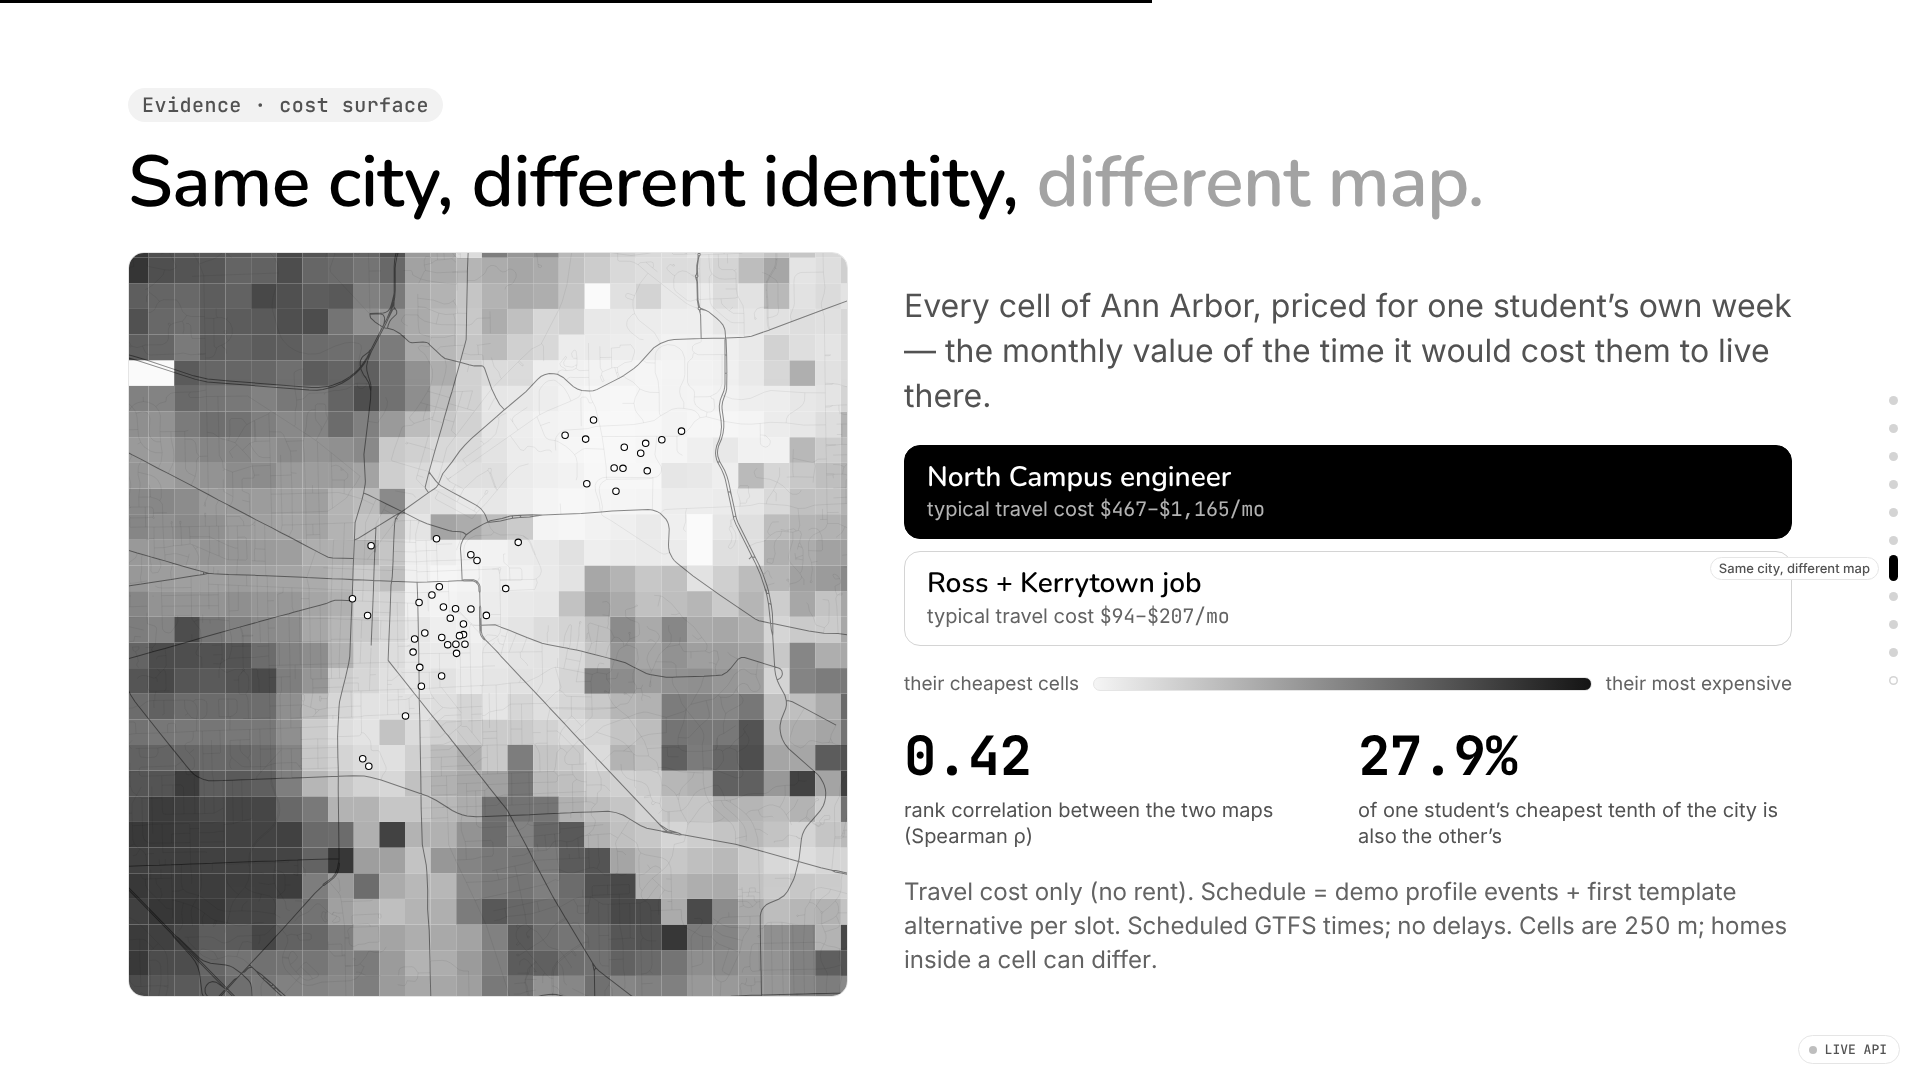 Evidence · cost surface
Same city, different identity, different map.
Every cell of Ann Arbor, priced for one student’s own week
— the monthly value of the time it would cost them to live
there.
North Campus engineer
typical travel cost $467–$1,165/mo
Ross + Kerrytown job
typical travel cost $94–$207/mo
Same city, different map
their cheapest cells
their most expensive
0.42
rank correlation between the two maps
(Spearman ρ)
27.9%
of one student’s cheapest tenth of the city is
also the other’s
Travel cost only (no rent). Schedule = demo profile events + first template
alternative per slot. Scheduled GTFS times; no delays. Cells are 250 m; homes
inside a cell can differ.
LIVE API